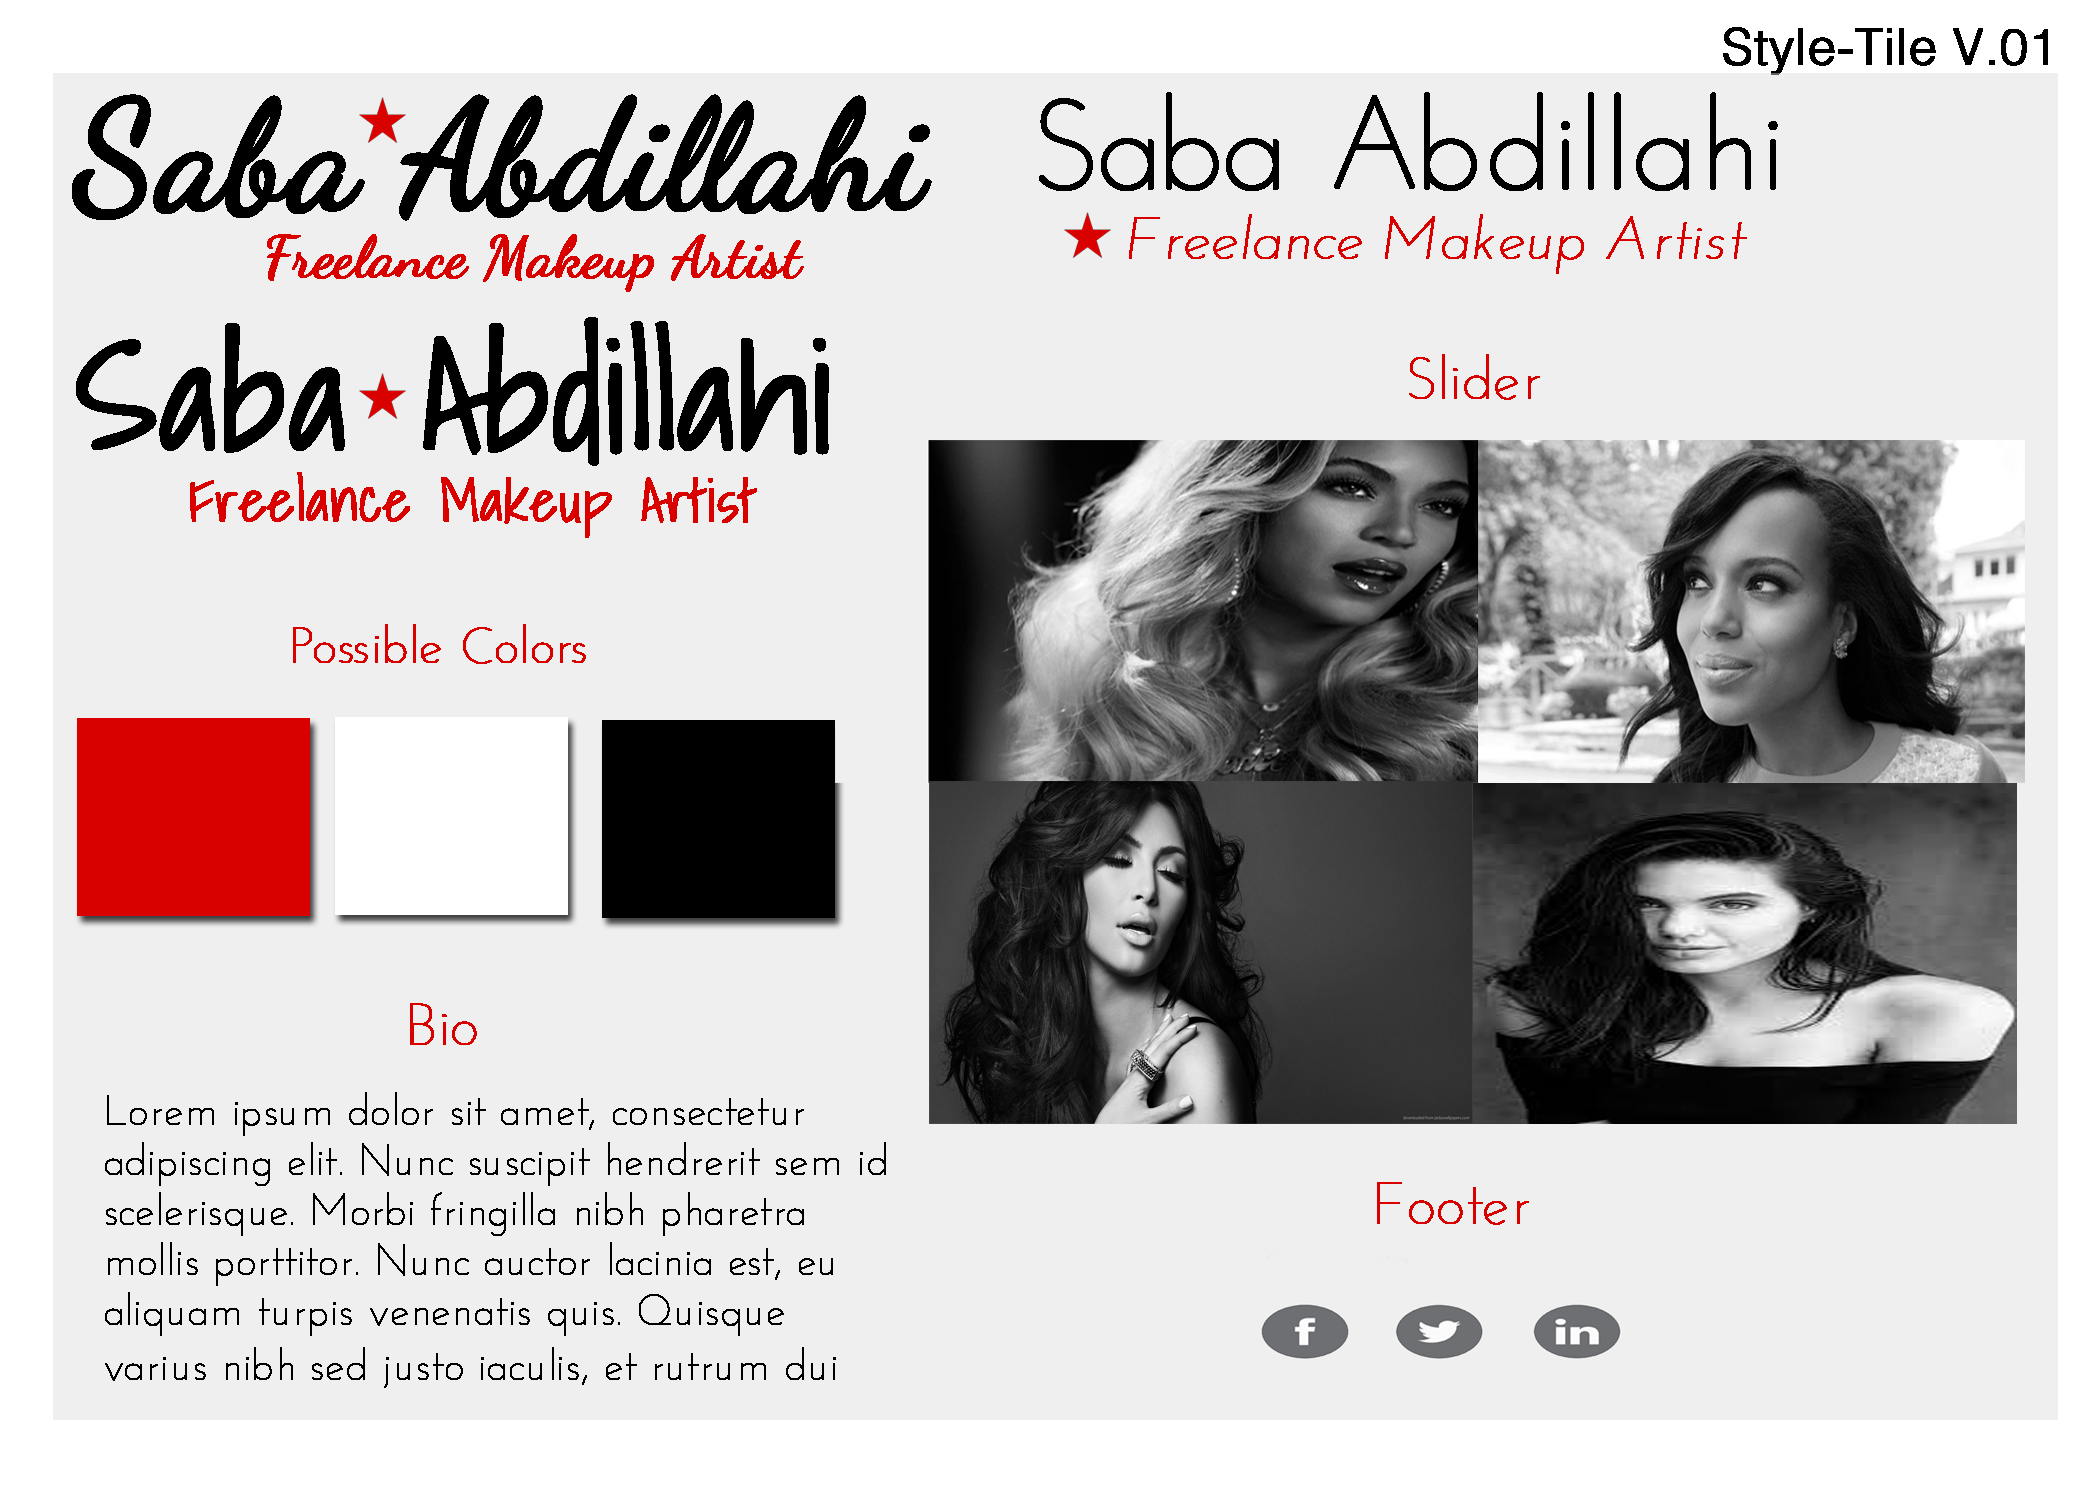 Style-Tile V.01
Saba Abdillahi
Freelance Makeup Artist
Saba Abdillahi
Freelance Makeup Artist
Possible Colors
Bio
Lorem ipsum dolor sit amet, consectetur
adipiscing elit. Nunc suscipit hendrerit sem id
scelerisque. Morbi fringilla nibh pharetra
mollis porttitor. Nunc auctor lacinia est, eu
aliquam turpis venenatis quis. Quisque
varius nibh sed justo iaculis, et rutrum dui
Saba Abdillahi
Freelance Makeup Artist
Slider
Footer
f
in